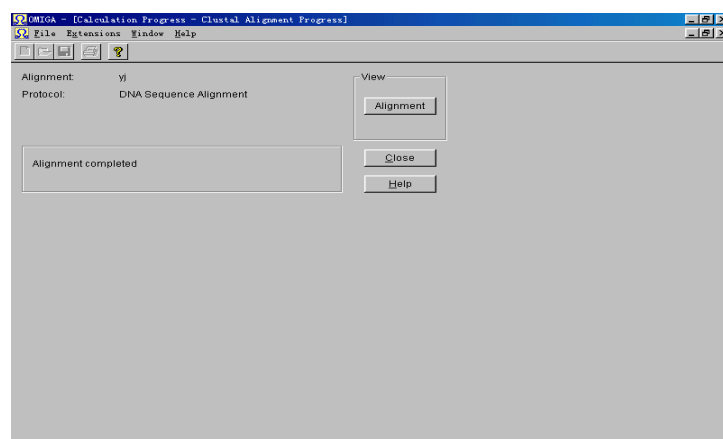 OMIGA - [Calculation Progress - Clustal Alignment Progress]
File Extensions Window Help
Alignment: yj
Protocol: DNA Sequence Alignment
View
Alignment
Alignment completed
Close
Help